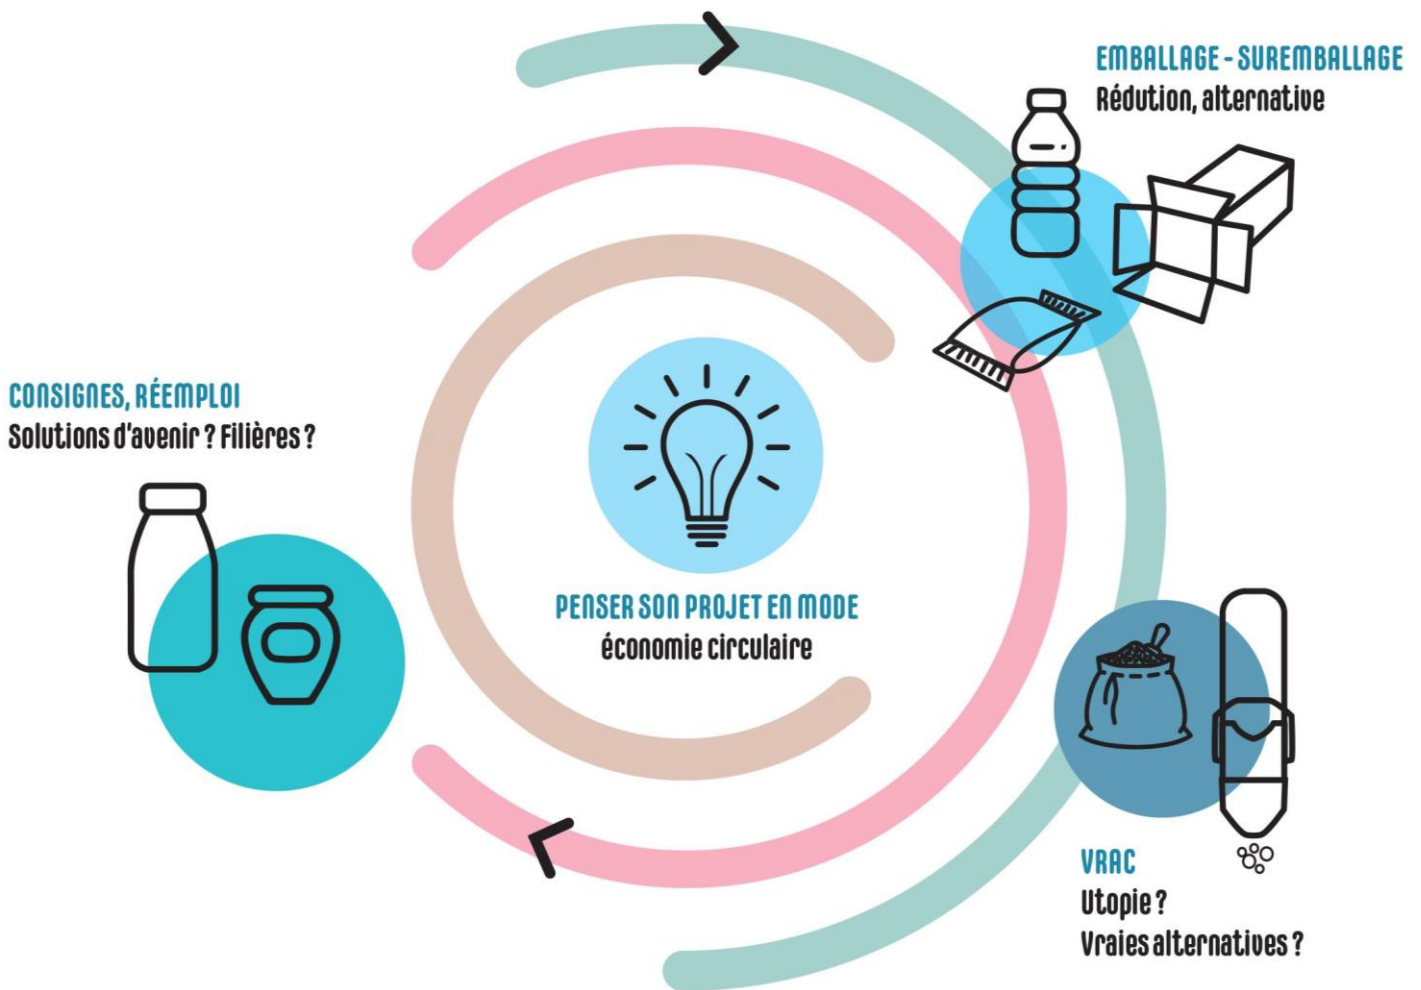 EMBALLAGE - SUREMBALLAGE
Rédution, alternative
CONSIGNES, RÉEMPLOI
Solutions d'avenir ? Filières ?
PENSER SON PROJET EN MODE
économie circulaire
VRAC
Utopie ?
Vraies alternatives ?